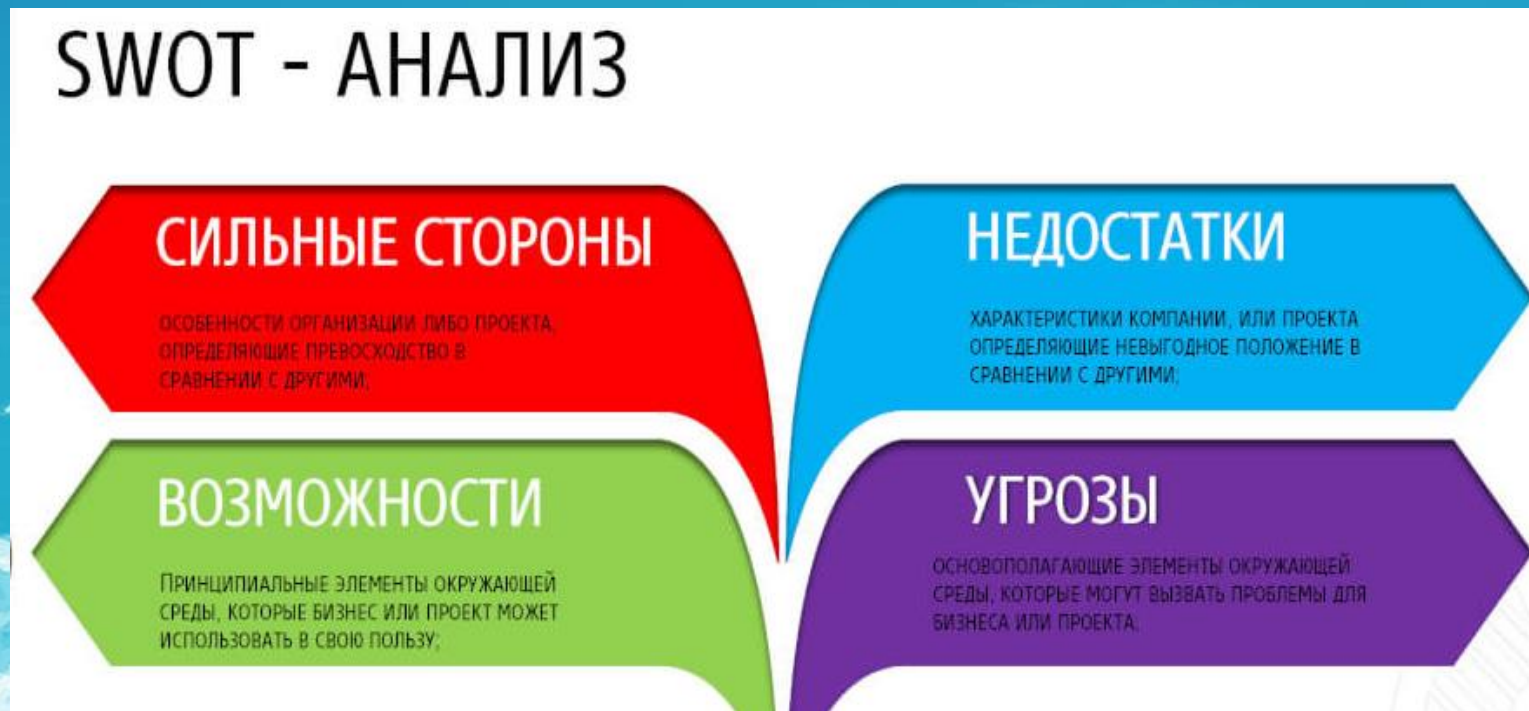 SWOT - АНАЛИЗ
СИЛЬНЫЕ СТОРОНЫ
ОСОБЕННОСТИ ОРГАНИЗАЦИИ ЛИБО ПРОЕКТА,
ОПРЕДЕЛЯЮЩИЕ ПРЕВОСХОДСТВО В
СРАВНЕНИИ С ДРУГИМИ;
НЕДОСТАТКИ
ХАРАКТЕРИСТИКИ КОМПАНИИ, ИЛИ ПРОЕКТА
ОПРЕДЕЛЯЮЩИЕ НЕВЫГОДНОЕ ПОЛОЖЕНИЕ В
СРАВНЕНИИ С ДРУГИМИ;
ВОЗМОЖНОСТИ
ПРИНЦИПИАЛЬНЫЕ ЭЛЕМЕНТЫ ОКРУЖАЮЩЕЙ
СРЕДЫ, КОТОРЫЕ БИЗНЕС ИЛИ ПРОЕКТ МОЖЕТ
ИСПОЛЬЗОВАТЬ В СВОЮ ПОЛЬЗУ;
УГРОЗЫ
ОСНОВОПОЛАГАЮЩИЕ ЭЛЕМЕНТЫ ОКРУЖАЮЩЕЙ
СРЕДЫ, КОТОРЫЕ МОГУТ ВЫЗВАТЬ ПРОБЛЕМЫ ДЛЯ
БИЗНЕСА ИЛИ ПРОЕКТА.